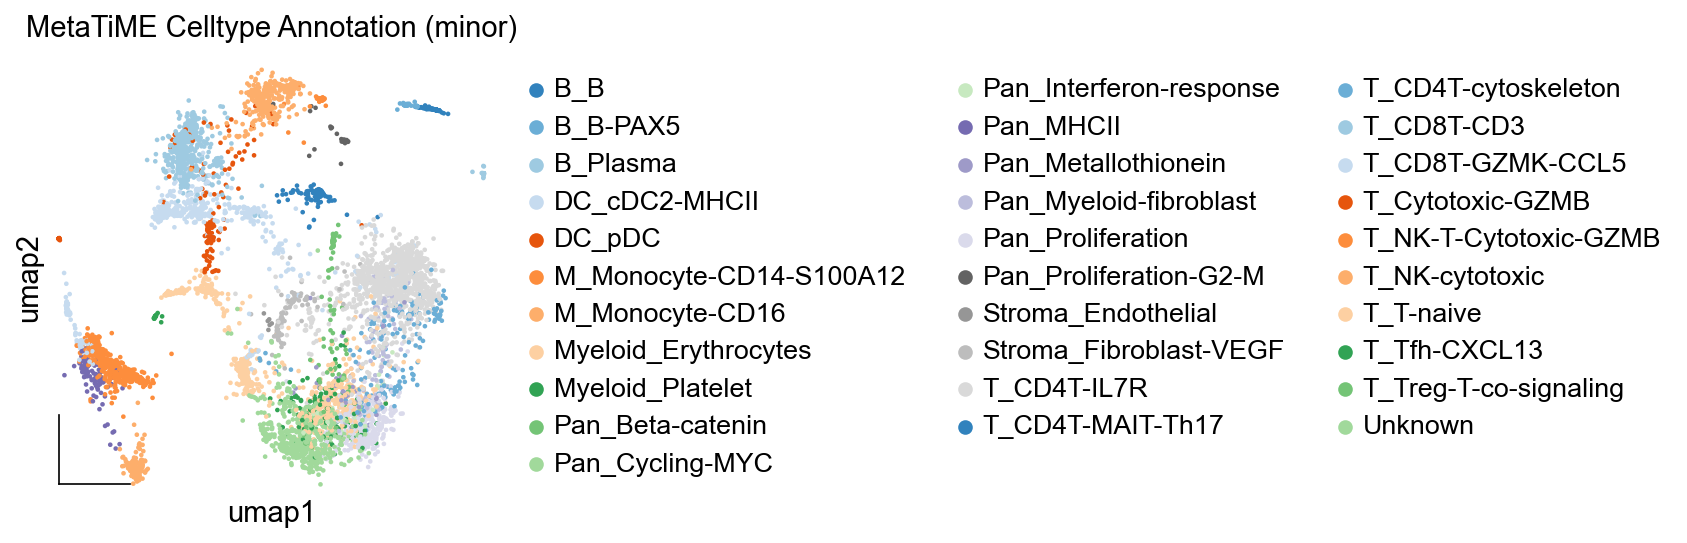 MetaTiME Celltype Annotation (minor)
B_B
B_B-PAX5
B_Plasma
DC_cDC2-MHCII
DC_pDC
M_Monocyte-CD14-S100A12
M_Monocyte-CD16
Myeloid_Erythrocytes
Myeloid_Platelet
Pan_Beta-catenin
Pan_Cycling-MYC
Pan_Interferon-response
Pan_MHCII
Pan_Metallothionein
Pan_Myeloid-fibroblast
Pan_Proliferation
Pan_Proliferation-G2-M
Stroma_Endothelial
Stroma_Fibroblast-VEGF
T_CD4T-IL7R
T_CD4T-MAIT-Th17
T_CD4T-cytoskeleton
T_CD8T-CD3
T_CD8T-GZMK-CCL5
T_Cytotoxic-GZMB
T_NK-T-Cytotoxic-GZMB
T_NK-cytotoxic
T_T-naive
T_Tfh-CXCL13
T_Treg-T-co-signaling
Unknown
umap2
umap1